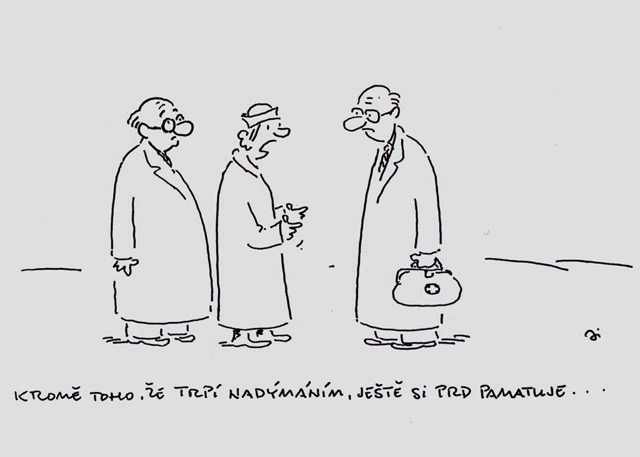 KROMĚ TOHO, ŽE TRPÍ NADÝMÁNÍM, JEŠTĚ SI PRD PAMATUJE...